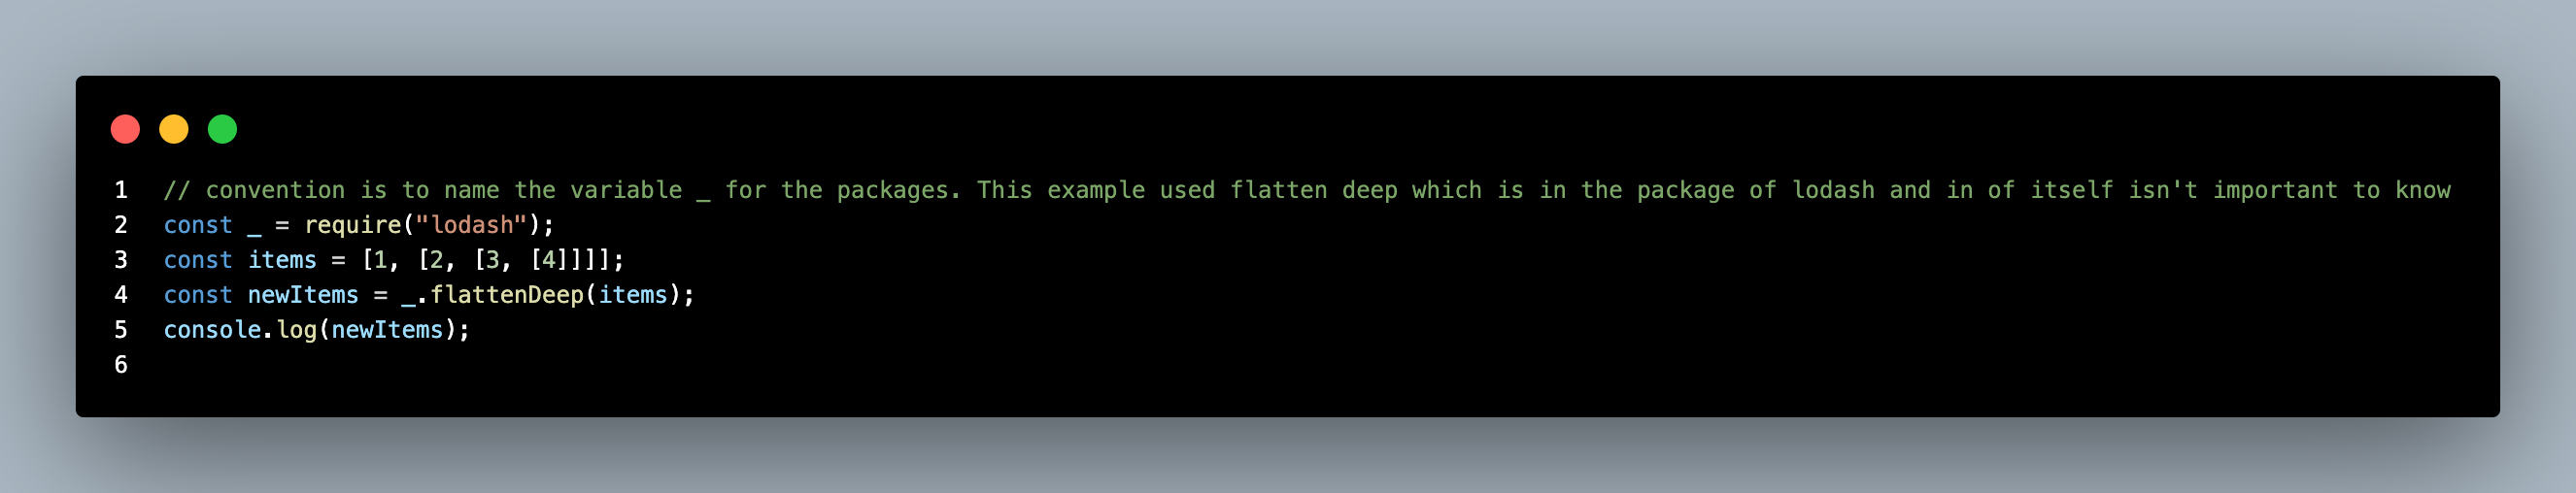 1 // convention is to name the variable _ for the packages. This example used flatten deep which is in the package of lodash and in of itself isn't important to know
2 const _ = require("lodash");
3 const items = [1, [2, [3, [4]]]];
4 const newItems = _.flattenDeep(items);
5 console.log(newItems);
6